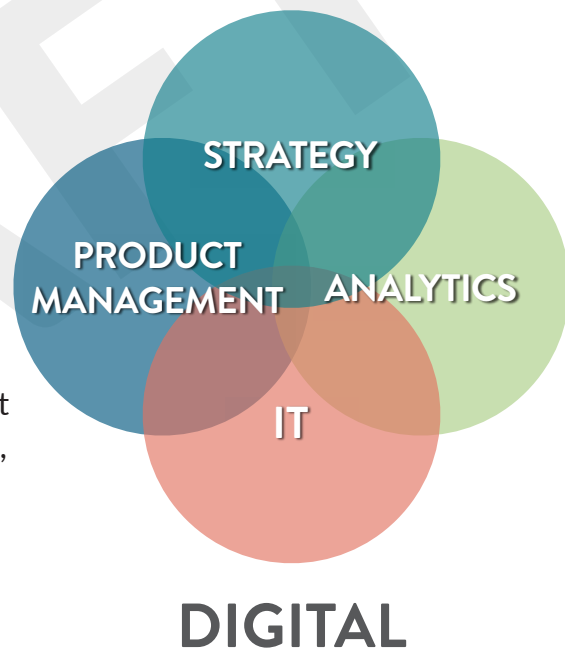 STRATEGY
PRODUCT
MANAGEMENT
ANALYTICS
t
,
IT
DIGITAL